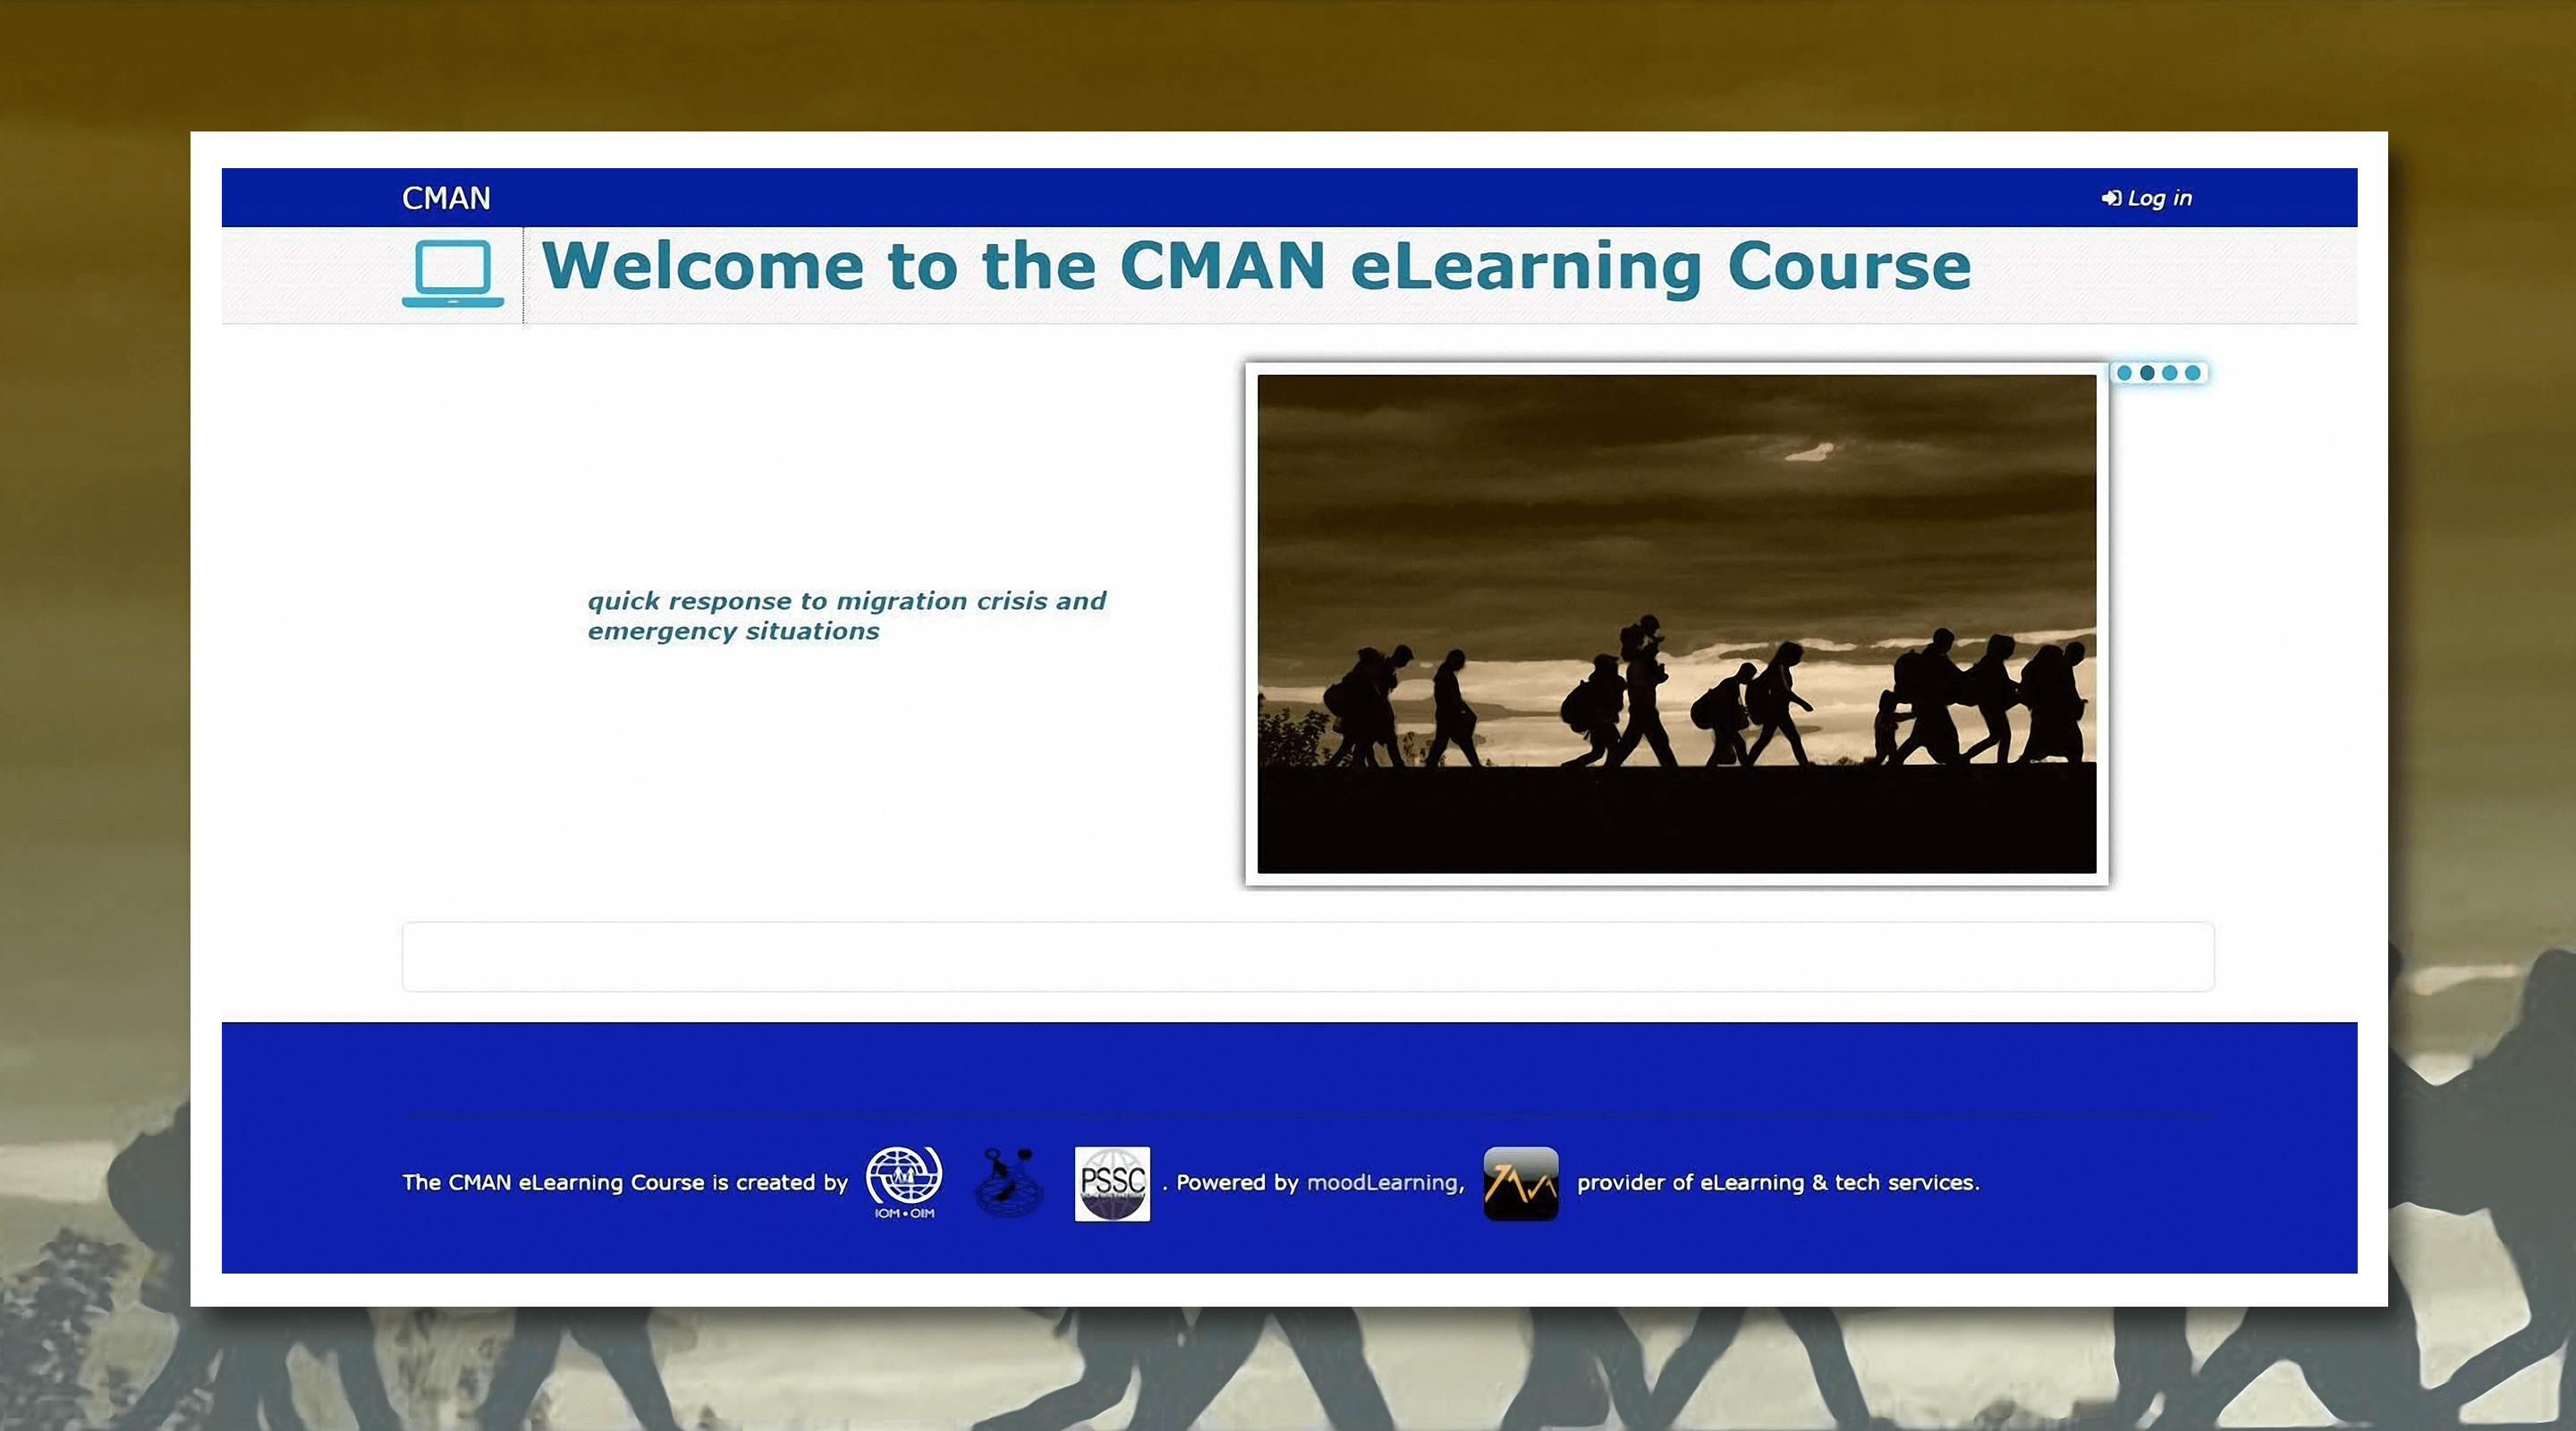 CMAN
Log in
Welcome to the CMAN eLearning Course
quick response to migration crisis and
emergency situations
The CMAN eLearning Course is created by IOM • OIM PSSC . Powered by moodLearning, provider of eLearning & tech services.